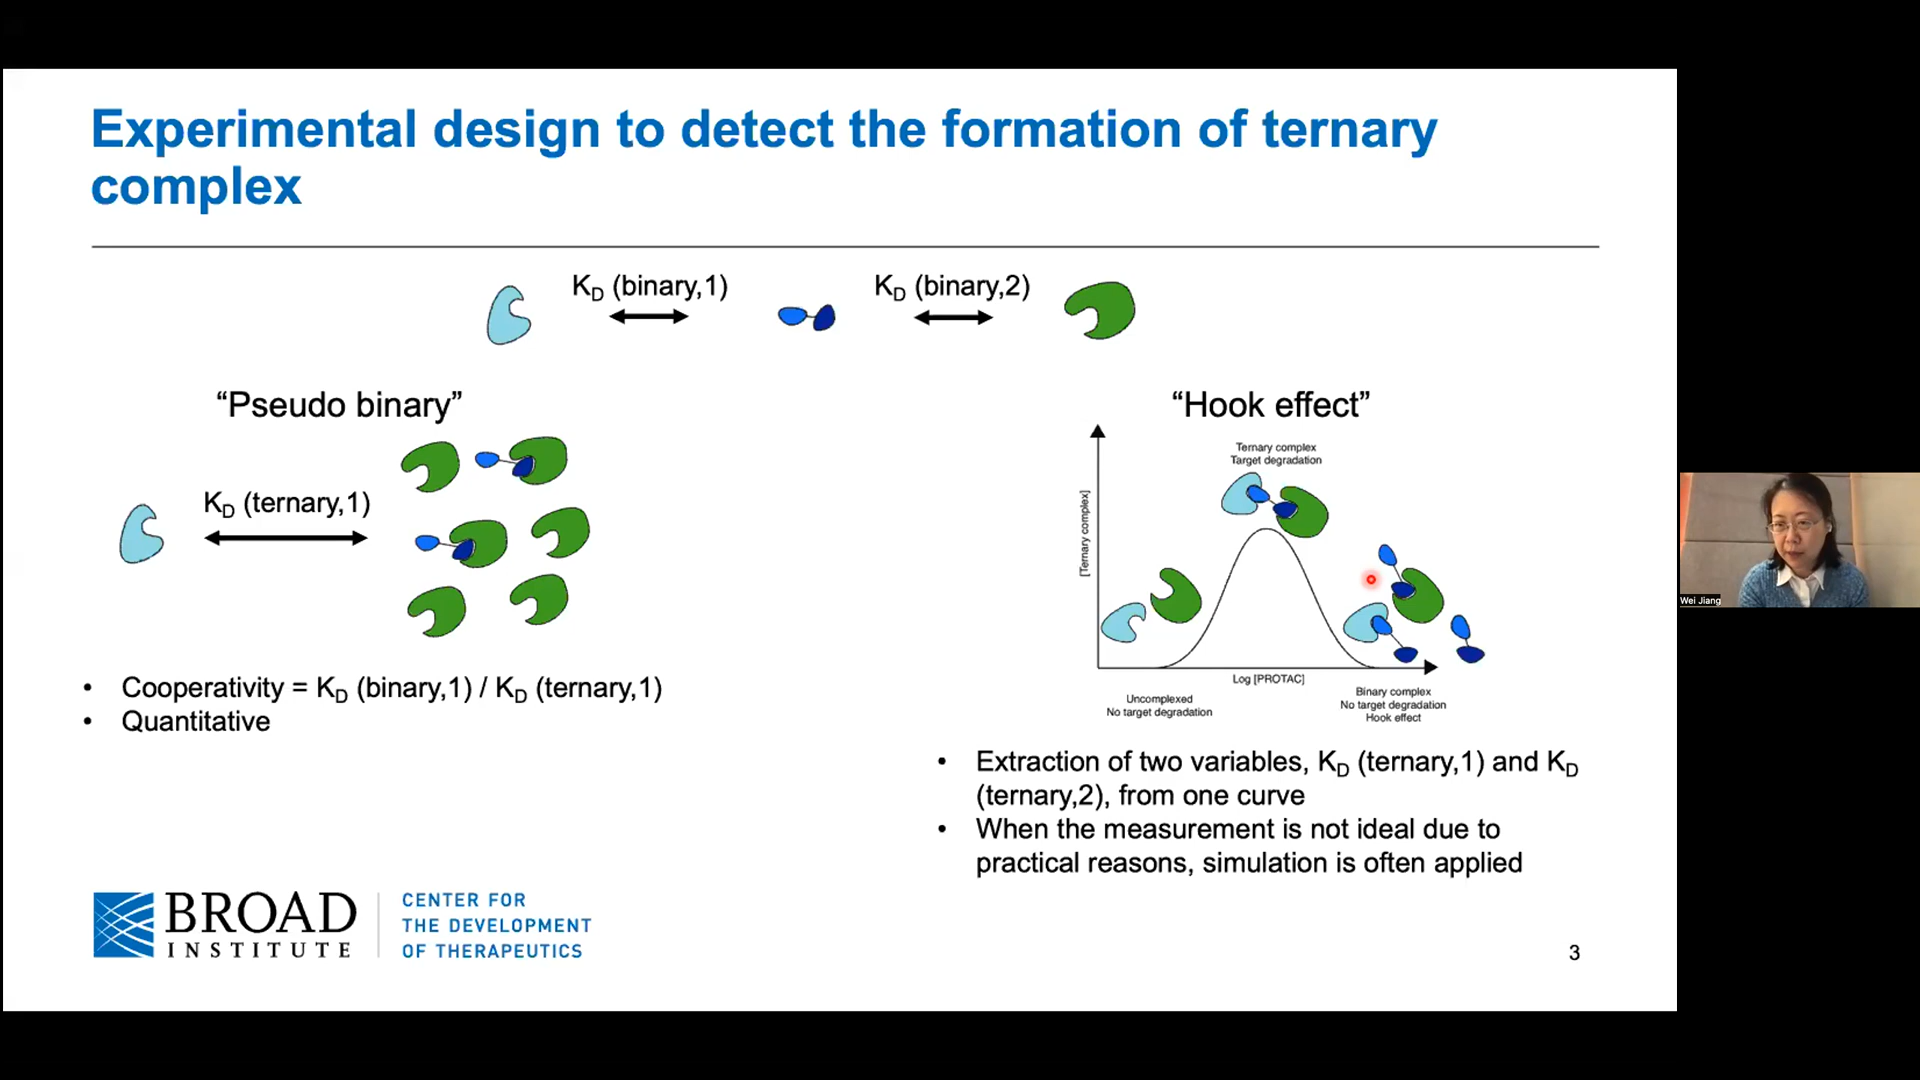 Experimental design to detect the formation of ternary
complex
KD (binary,1)
KD (binary,2)
“Pseudo binary”
KD (ternary,1)
• Cooperativity = KD (binary,1) / KD (ternary,1)
• Quantitative
“Hook effect”
Ternary complex
Target degradation
[Ternary complex]
Log [PROTAC]
Uncomplexed
No target degradation
Binary complex
No target degradation
Hook effect
• Extraction of two variables, KD (ternary,1) and KD
(ternary,2), from one curve
• When the measurement is not ideal due to
practical reasons, simulation is often applied
BROAD
INSTITUTE
CENTER FOR
THE DEVELOPMENT
OF THERAPEUTICS
3
Wei Jiang